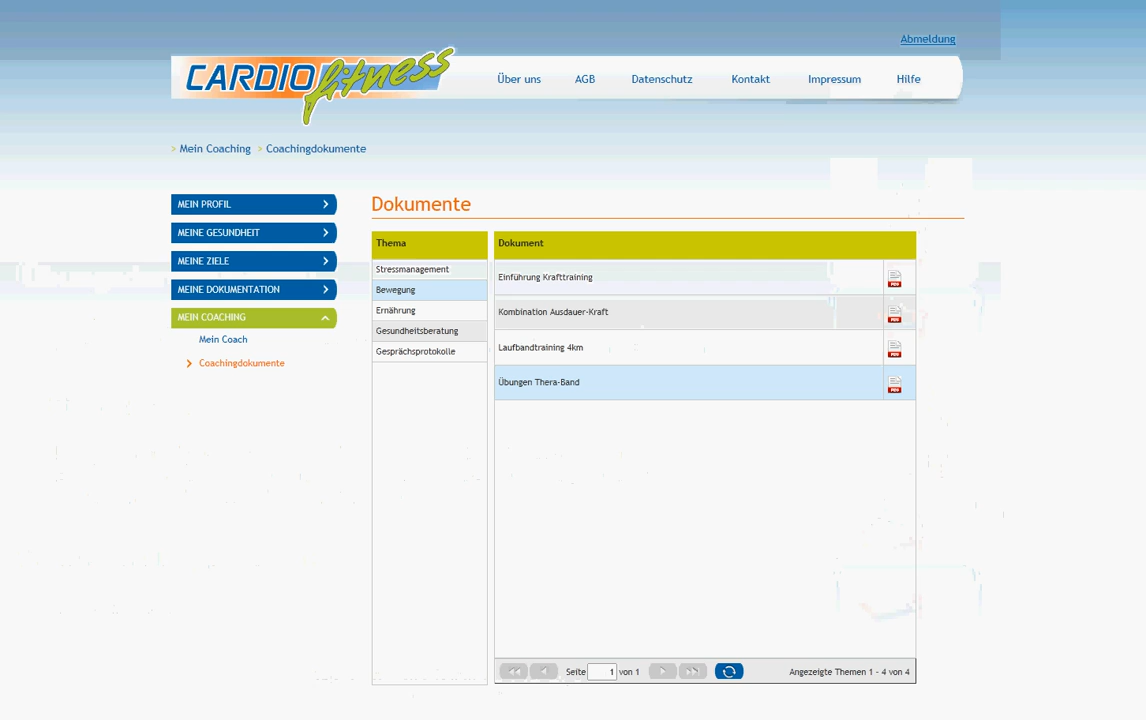 Abmeldung
CARDIO fitness
Über uns AGB Datenschutz Kontakt Impressum Hilfe
> Mein Coaching > Coachingdokumente
MEIN PROFIL
MEINE GESUNDHEIT
MEINE ZIELE
MEINE DOKUMENTATION
MEIN COACHING
Mein Coach
Coachingdokumente
Dokumente
Thema
Stressmanagement
Bewegung
Ernährung
Gesundheitsberatung
Gesprächsprotokolle
Dokument
Einführung Krafttraining
Kombination Ausdauer-Kraft
Laufbandtraining 4km
Übungen Thera-Band
Seite 1 von 1 Angezeigte Themen 1 - 4 von 4